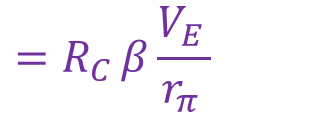 = R_C β V_E / r_π